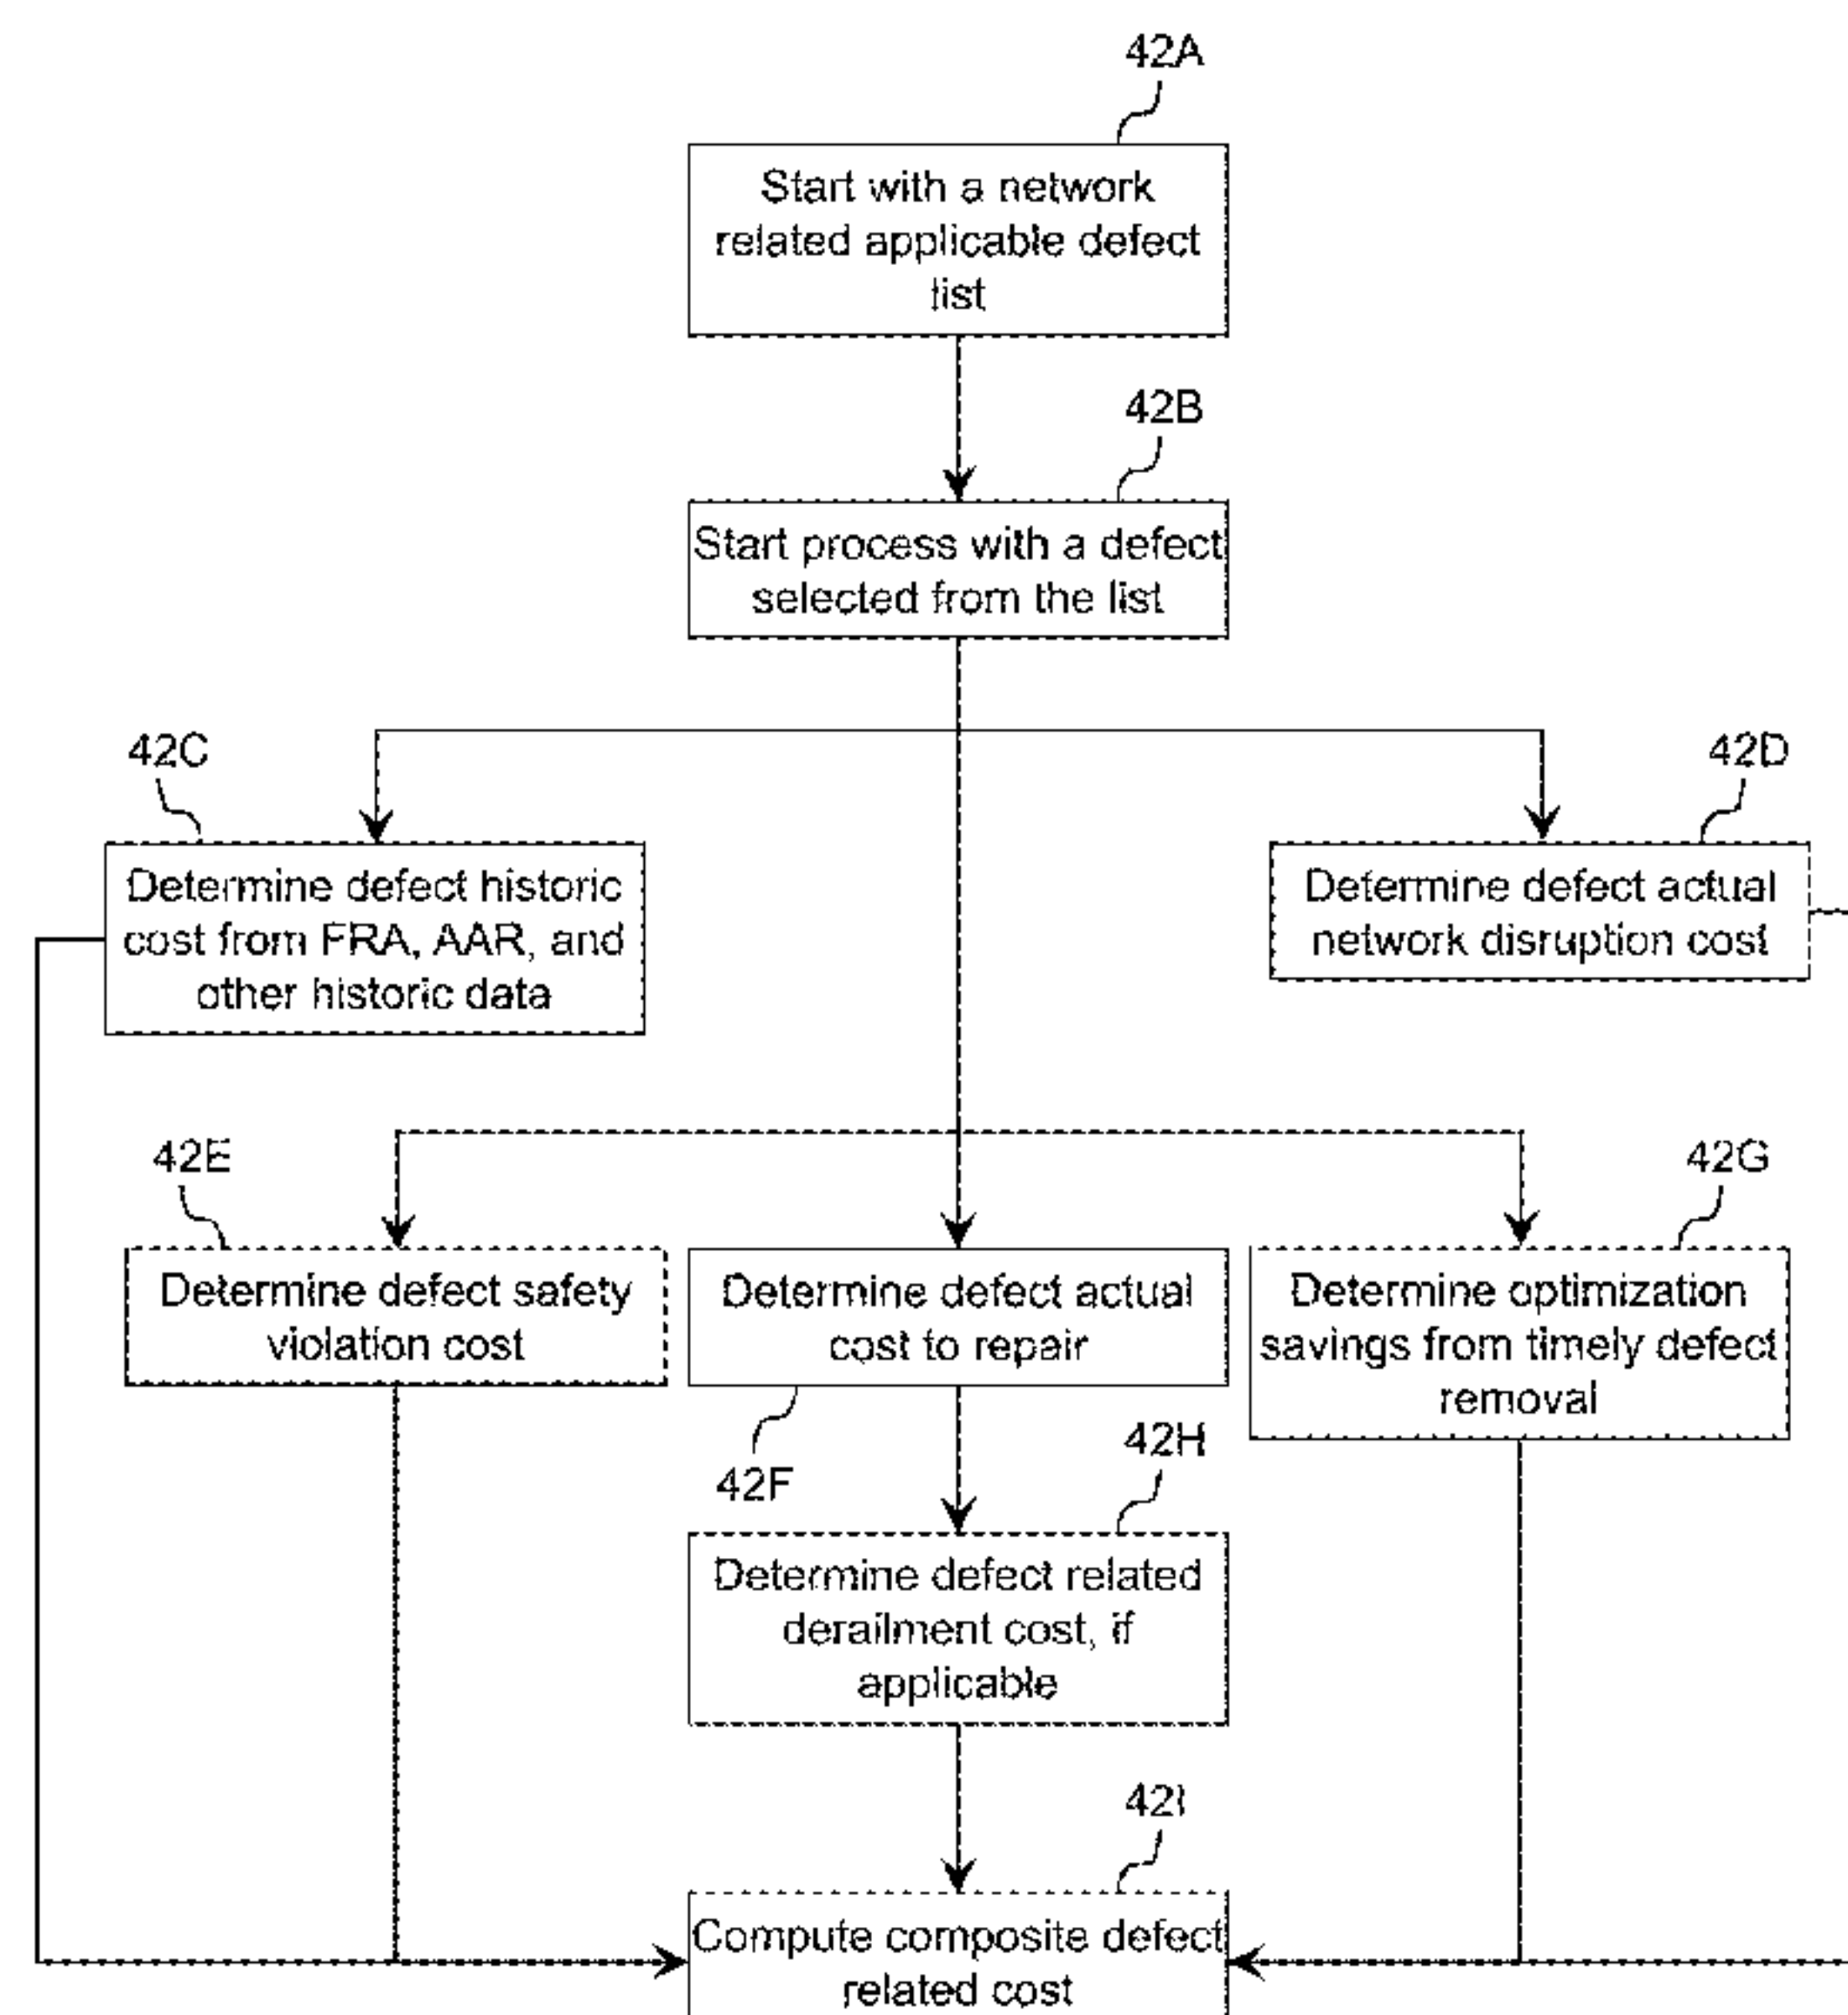 42A
Start with a network
related applicable defect
list
42B
Start process with a defect
selected from the list
42C
Determine defect historic
cost from FRA, AAR, and
other historic data
42D
Determine defect actual
network disruption cost
42E
Determine defect safety
violation cost
42F
Determine defect actual
cost to repair
42G
Determine optimization
savings from timely defect
removal
42H
Determine defect related
derailment cost, if
applicable
42I
Compute composite defect
related cost